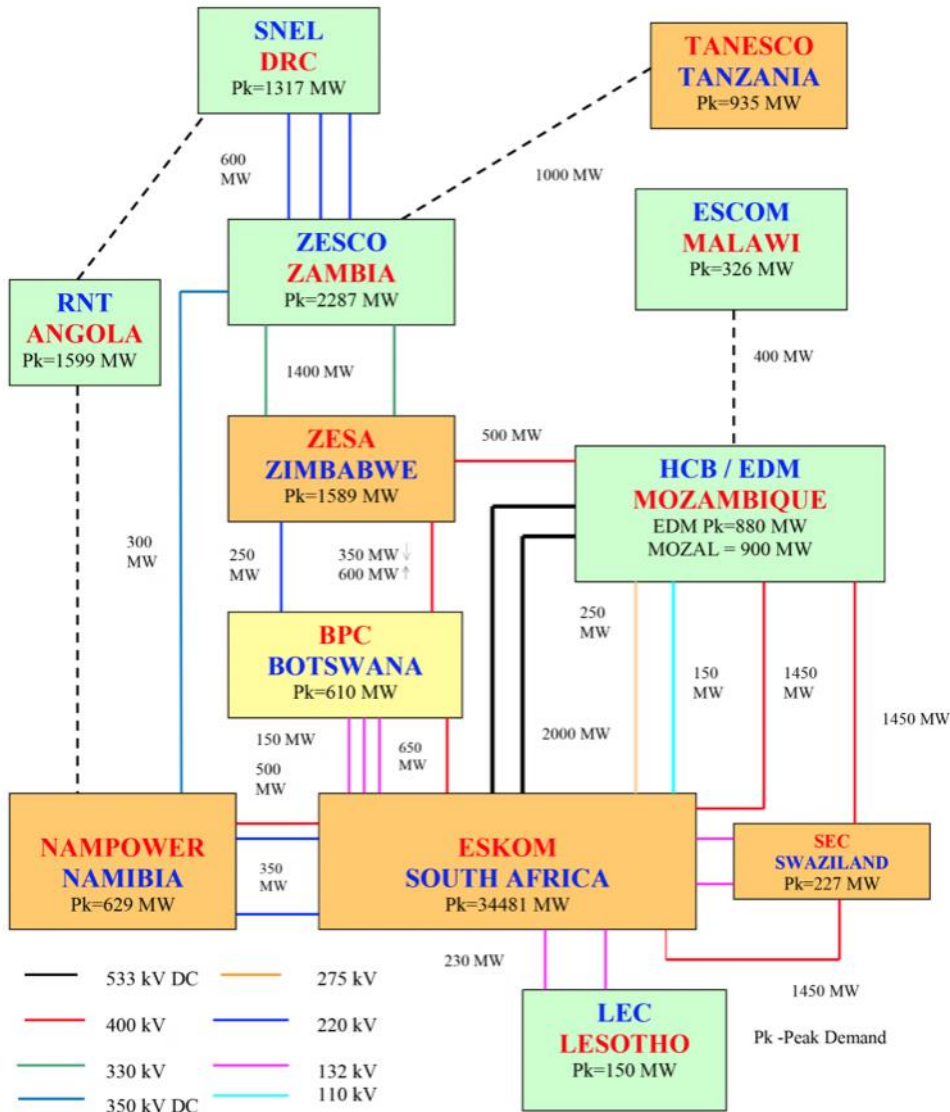 SNEL
DRC
Pk=1317 MW
TANESCO
TANZANIA
Pk=935 MW
600
MW
1000 MW
ZESCO
ZAMBIA
Pk=2287 MW
ESCOM
MALAWI
Pk=326 MW
RNT
ANGOLA
Pk=1599 MW
1400 MW
400 MW
ZESA
ZIMBABWE
Pk=1589 MW
500 MW
HCB / EDM
MOZAMBIQUE
EDM Pk=880 MW
MOZAL = 900 MW
300
MW
250
MW
350 MW↓
600 MW↑
BPC
BOTSWANA
Pk=610 MW
250
MW
150
MW
1450
MW
1450 MW
150 MW
650
MW
2000 MW
500
MW
NAMPOWER
NAMIBIA
Pk=629 MW
350
MW
ESKOM
SOUTH AFRICA
Pk=34481 MW
SEC
SWAZILAND
Pk=227 MW
230 MW
1450 MW
LEC
LESOTHO
Pk=150 MW
Pk -Peak Demand
533 kV DC
275 kV
400 kV
220 kV
330 kV
132 kV
350 kV DC
110 kV